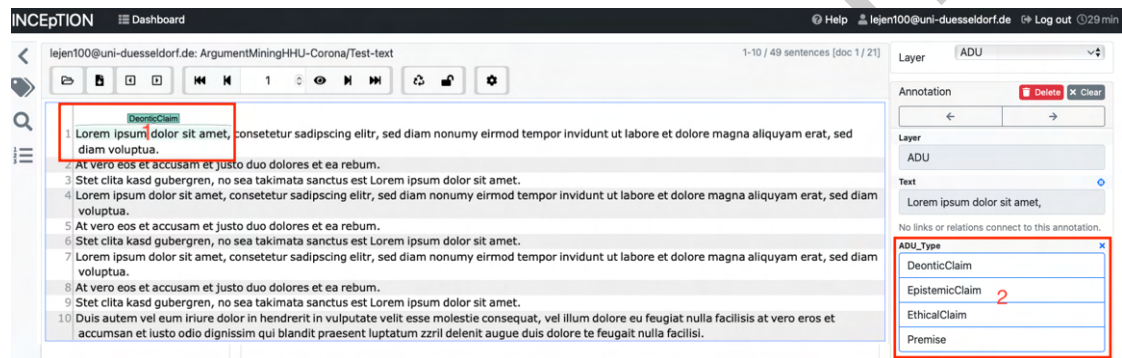 INCEpTION Dashboard Help lejen100@uni-duesseldorf.de Log out 29 min
lejen100@uni-duesseldorf.de: ArgumentMiningHHU-Corona/Test-text 1-10 / 49 sentences [doc 1 / 21]
1
DeonticClaim
1
1 Lorem ipsum dolor sit amet, consetetur sadipscing elitr, sed diam nonumy eirmod tempor invidunt ut labore et dolore magna aliquyam erat, sed
diam voluptua.
2 At vero eos et accusam et justo duo dolores et ea rebum.
3 Stet clita kasd gubergren, no sea takimata sanctus est Lorem ipsum dolor sit amet.
4 Lorem ipsum dolor sit amet, consetetur sadipscing elitr, sed diam nonumy eirmod tempor invidunt ut labore et dolore magna aliquyam erat, sed diam
voluptua.
5 At vero eos et accusam et justo duo dolores et ea rebum.
6 Stet clita kasd gubergren, no sea takimata sanctus est Lorem ipsum dolor sit amet.
7 Lorem ipsum dolor sit amet, consetetur sadipscing elitr, sed diam nonumy eirmod tempor invidunt ut labore et dolore magna aliquyam erat, sed diam
voluptua.
8 At vero eos et accusam et justo duo dolores et ea rebum.
9 Stet clita kasd gubergren, no sea takimata sanctus est Lorem ipsum dolor sit amet.
10 Duis autem vel eum iriure dolor in hendrerit in vulputate velit esse molestie consequat, vel illum dolore eu feugiat nulla facilisis at vero eros et
accumsan et iusto odio dignissim qui blandit praesent luptatum zzril delenit augue duis dolore te feugait nulla facilisi.
Layer ADU
Annotation Delete Clear
Layer
ADU
Text
Lorem ipsum dolor sit amet,
No links or relations connect to this annotation.
ADU_Type
DeonticClaim
EpistemicClaim
2
EthicalClaim
Premise